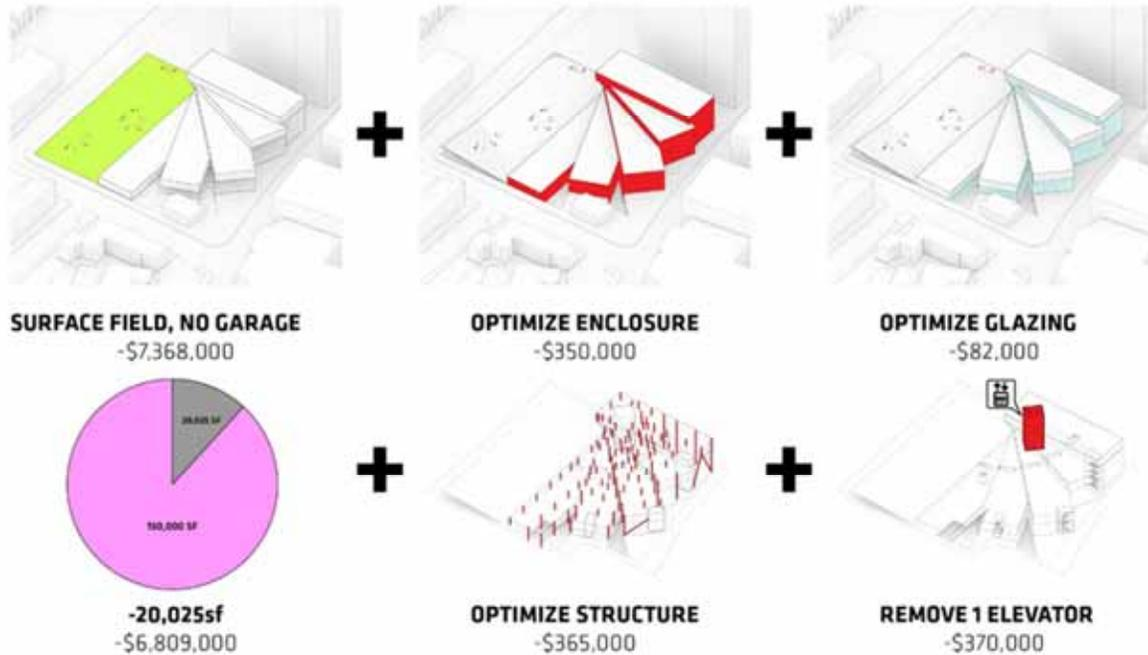 SURFACE FIELD, NO GARAGE
-$7,368,000
OPTIMIZE ENCLOSURE
-$350,000
OPTIMIZE GLAZING
-$82,000
150,000 SF
-20,025sf
-$6,809,000
OPTIMIZE STRUCTURE
-$365,000
REMOVE 1 ELEVATOR
-$370,000